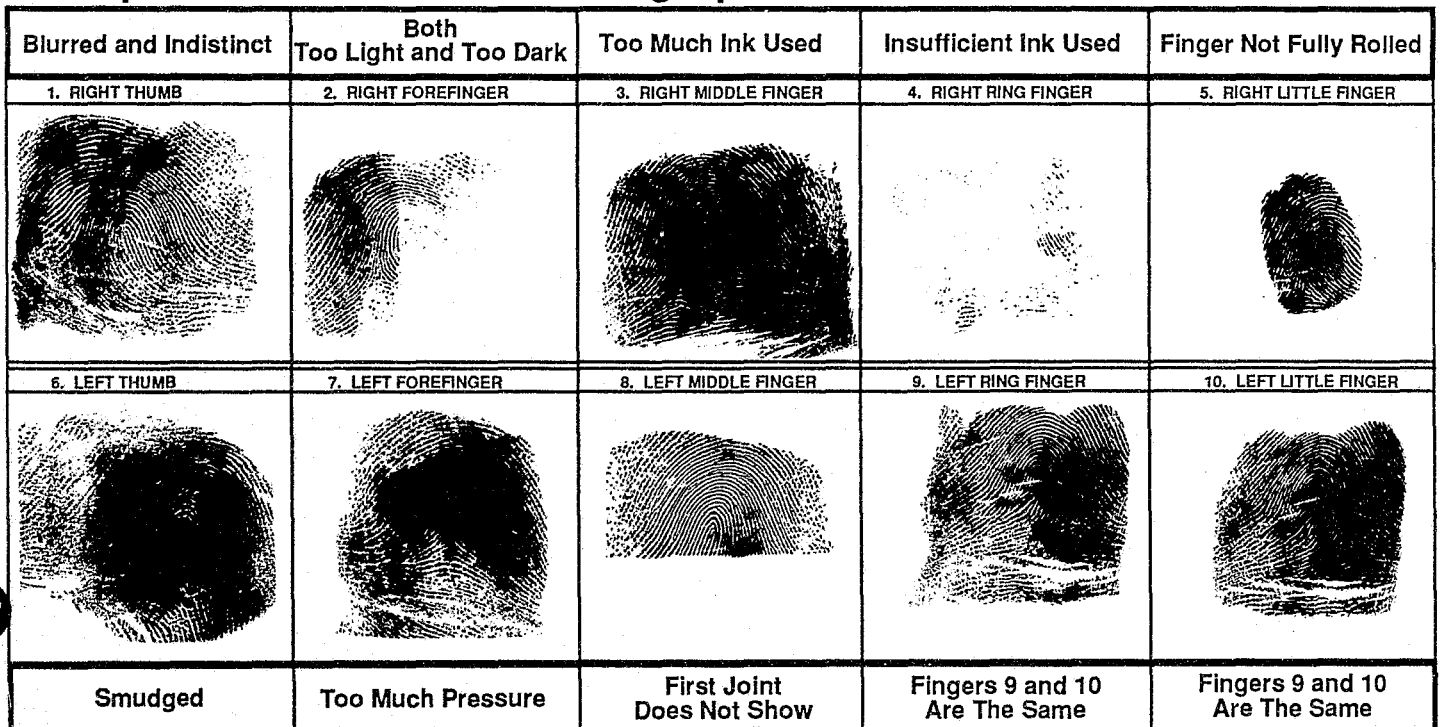 Blurred and Indistinct
Both
Too Light and Too Dark
Too Much Ink Used
Insufficient Ink Used
Finger Not Fully Rolled
1. RIGHT THUMB
2. RIGHT FOREFINGER
3. RIGHT MIDDLE FINGER
4. RIGHT RING FINGER
5. RIGHT LITTLE FINGER
6. LEFT THUMB
7. LEFT FOREFINGER
8. LEFT MIDDLE FINGER
9. LEFT RING FINGER
10. LEFT LITTLE FINGER
Smudged
Too Much Pressure
First Joint
Does Not Show
Fingers 9 and 10
Are The Same
Fingers 9 and 10
Are The Same